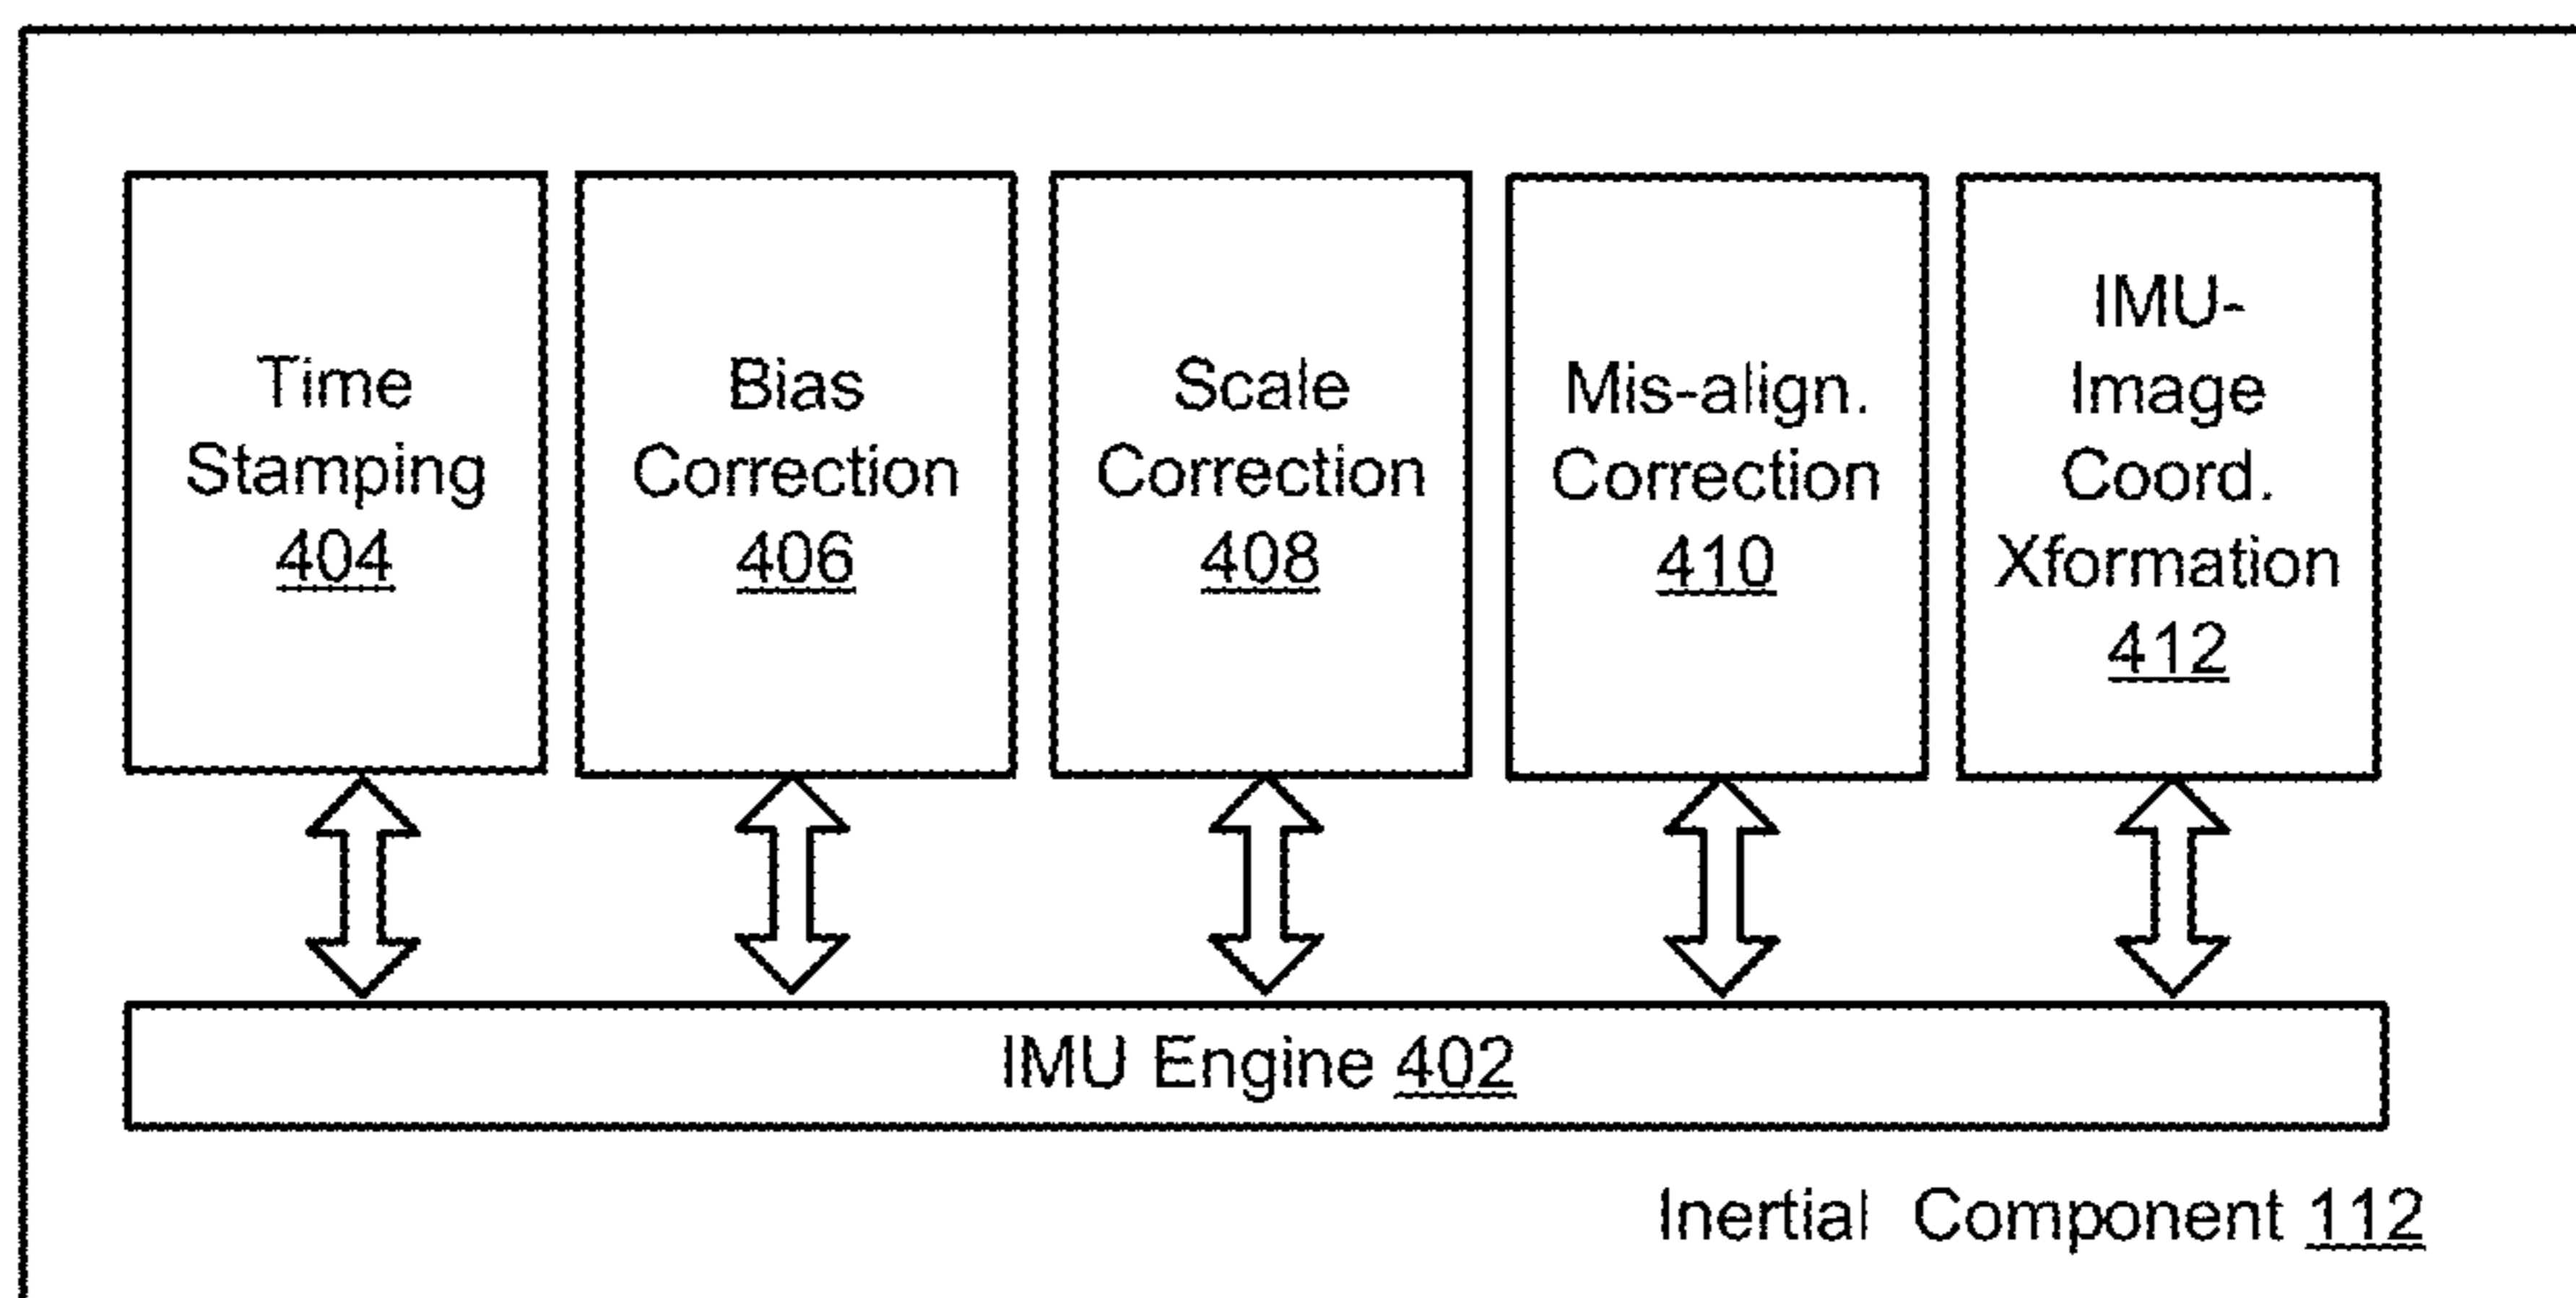 Time
Stamping
404
Bias
Correction
406
Scale
Correction
408
Mis-align.
Correction
410
IMU-
Image
Coord.
Xformation
412
IMU Engine 402
Inertial Component 112